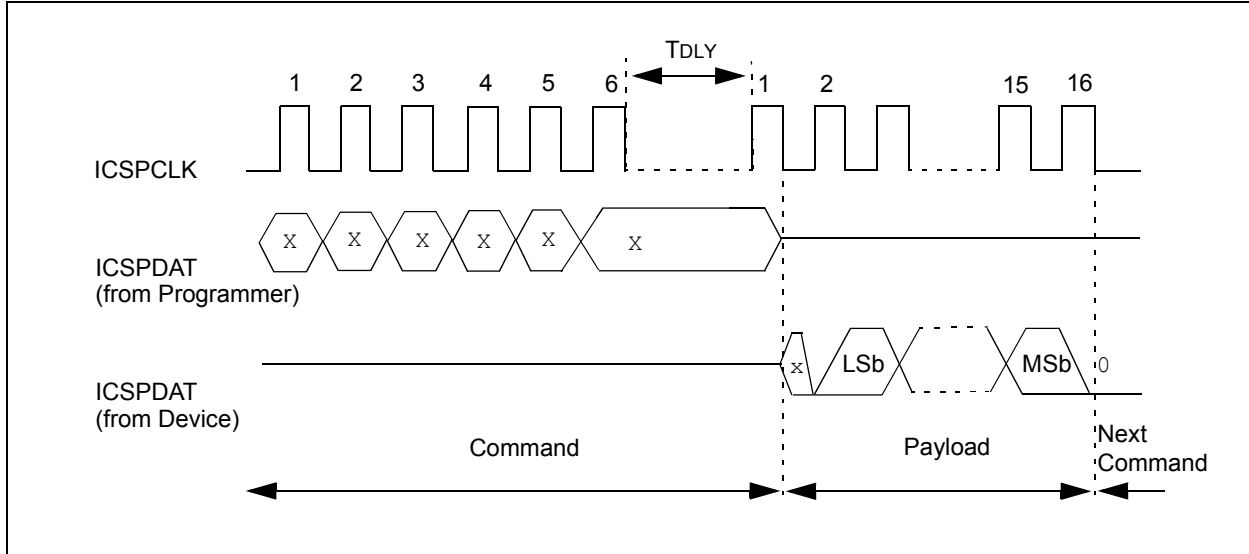 TDLY
1 2 3 4 5 6 1 2 15 16
ICSPCLK
X X X X X X
ICSPDAT
(from Programmer)
x LSb MSb 0
ICSPDAT
(from Device)
Command Payload Next
Command